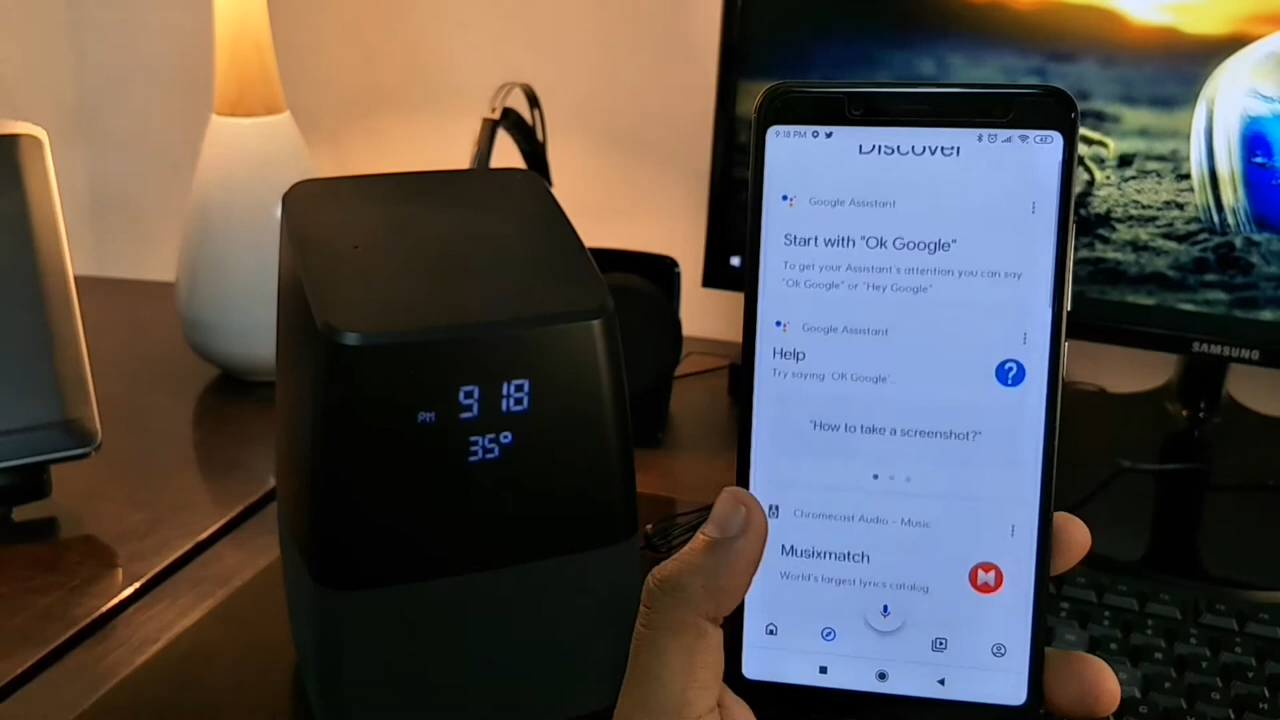 PM 9 18
35°
9:18 PM
42
Discover
Google Assistant
Start with "Ok Google"
To get your Assistant's attention you can say
"Ok Google" or "Hey Google"
Google Assistant
Help
Try saying 'OK Google'..
?
"How to take a screenshot?"
Chromecast Audio - Music
Musixmatch
World's largest lyrics catalog
SAMSUNG